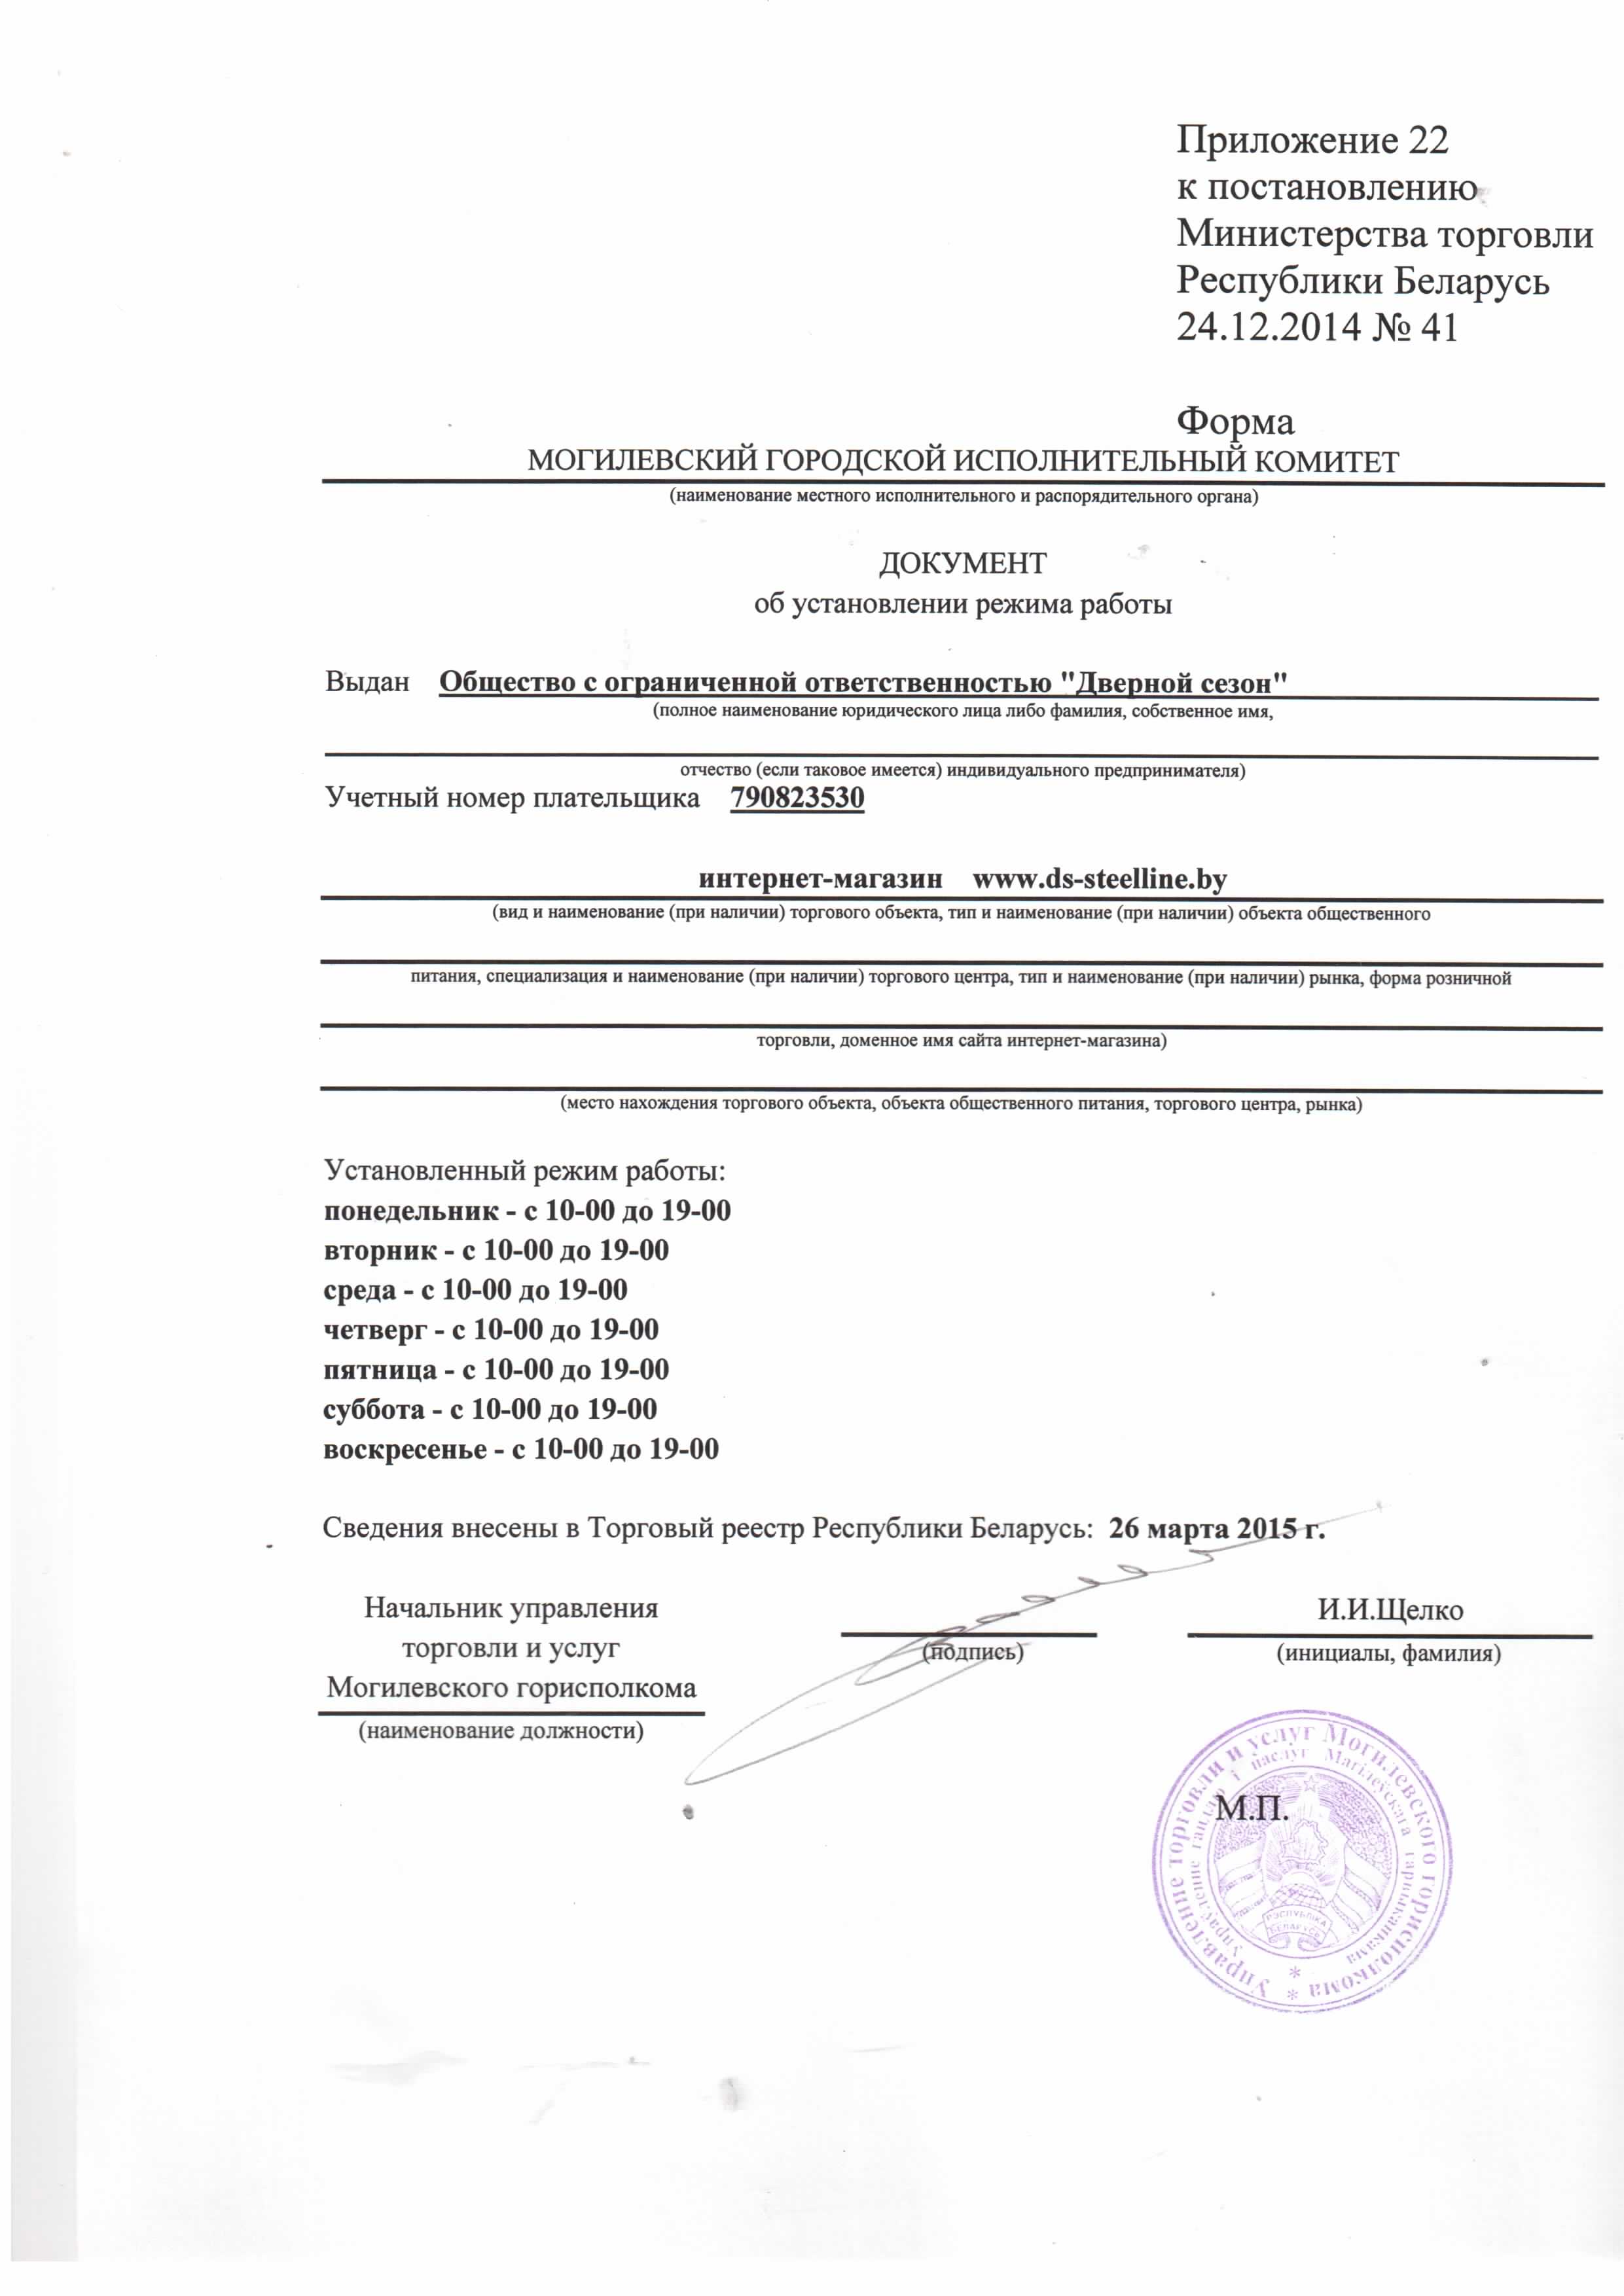 Приложение 22
к постановлению
Министерства торговли
Республики Беларусь
24.12.2014 № 41
Форма
МОГИЛЕВСКИЙ ГОРОДСКОЙ ИСПОЛНИТЕЛЬНЫЙ КОМИТЕТ
(наименование местного исполнительного и распорядительного органа)
ДОКУМЕНТ
об установлении режима работы
Выдан Общество с ограниченной ответственностью "Дверной сезон"
(полное наименование юридического лица либо фамилия, собственное имя,
отчество (если таковое имеется) индивидуального предпринимателя)
Учетный номер плательщика 790823530
интернет-магазин www.ds-steelline.by
(вид и наименование (при наличии) торгового объекта, тип и наименование (при наличии) объекта общественного
питания, специализация и наименование (при наличии) торгового центра, тип и наименование (при наличии) рынка, форма розничной
торговли, доменное имя сайта интернет-магазина)
(место нахождения торгового объекта, объекта общественного питания, торгового центра, рынка)
Установленный режим работы:
понедельник - с 10-00 до 19-00
вторник - с 10-00 до 19-00
среда - с 10-00 до 19-00
четверг - с 10-00 до 19-00
пятница - с 10-00 до 19-00
суббота - с 10-00 до 19-00
воскресенье - с 10-00 до 19-00
Сведения внесены в Торговый реестр Республики Беларусь: 26 марта 2015 г.
Начальник управления
торговли и услуг
Могилевского горисполкома
(наименование должности)
(подпись)
И.И.Щелко
(инициалы, фамилия)
М.П.
Управление торговли и услуг Могилевского горисполкома *
Упраўленне гандлю і паслуг Магілёўскага гарвыканкама *
РЭСПУБЛІКА
БЕЛАРУСЬ